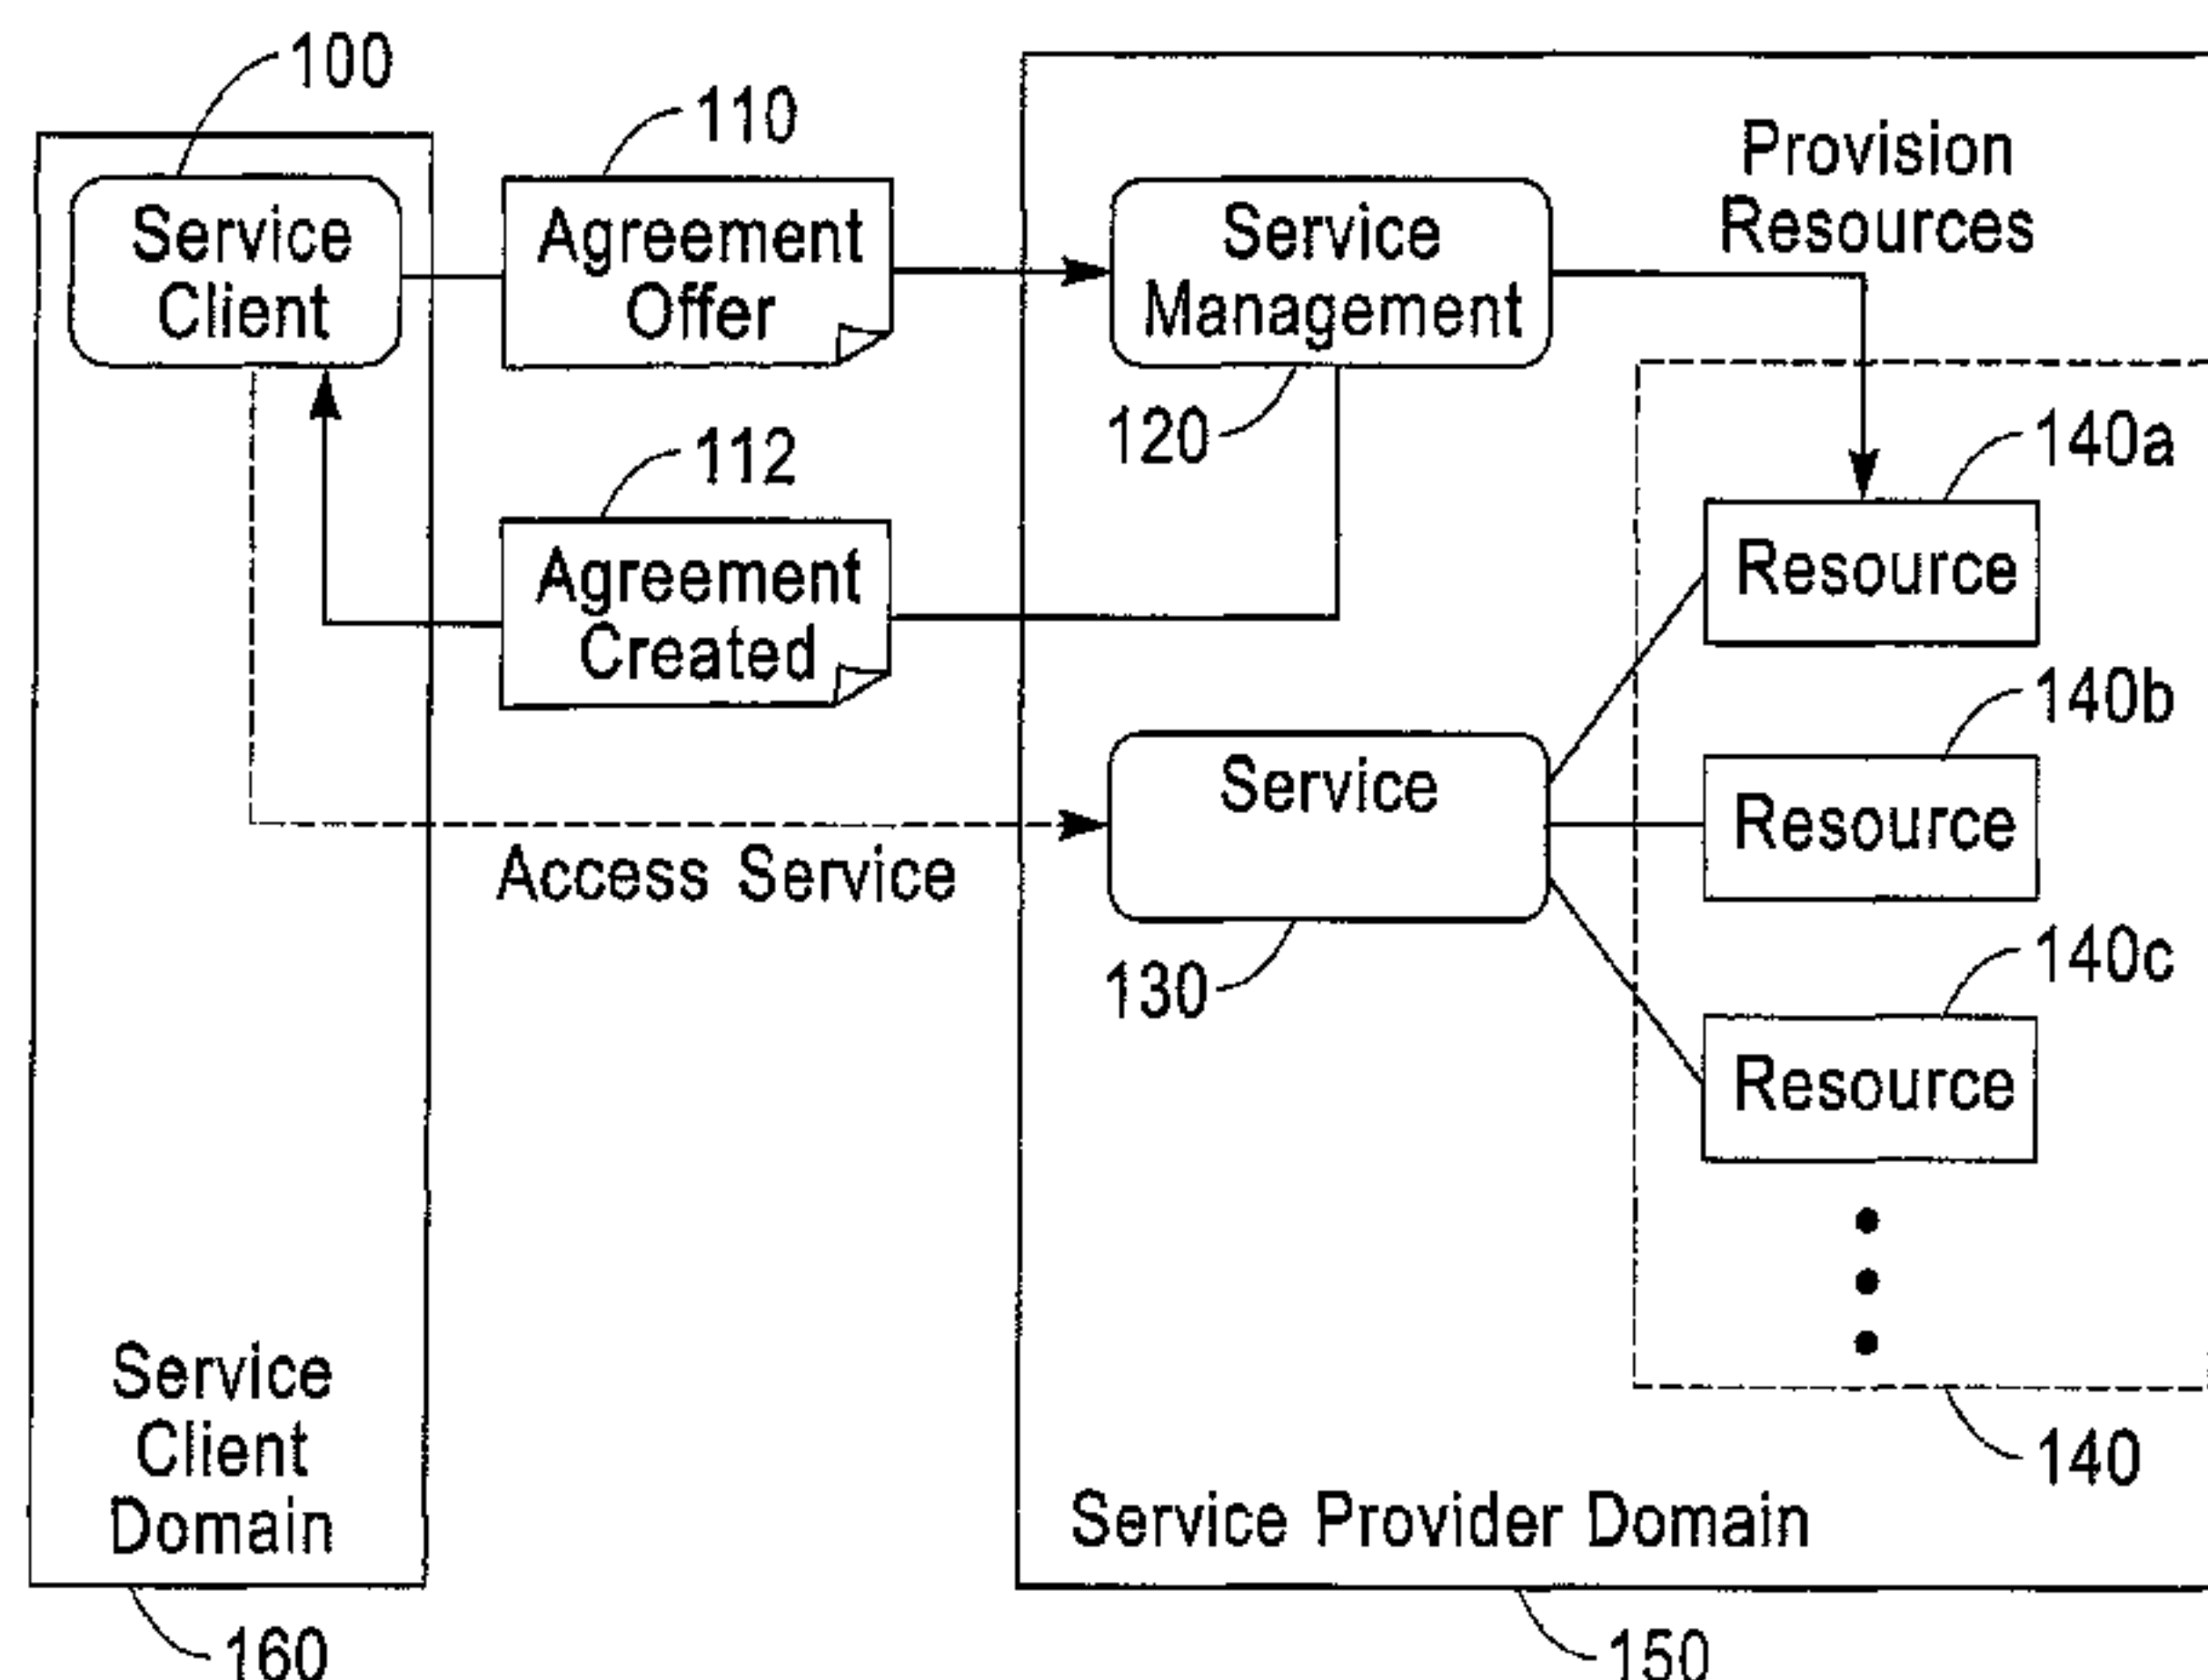 100
110
Service
Client
Agreement
Offer
Service
Management
Provision
Resources
120
112
Agreement
Created
140a
Resource
140b
Resource
140c
Resource
Service
130
Access Service
Service
Client
Domain
Service Provider Domain
140
160
150